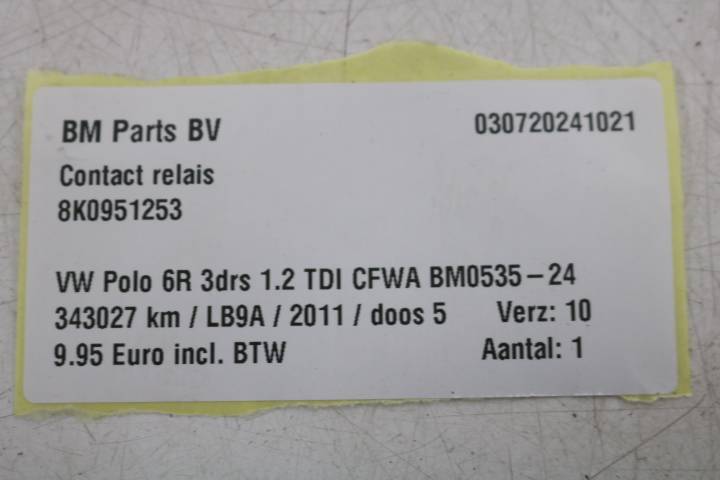 BM Parts BV 030720241021
Contact relais
8K0951253
VW Polo 6R 3drs 1.2 TDI CFWA BM0535-24
343027 km / LB9A / 2011 / doos 5 Verz: 10
9.95 Euro incl. BTW Aantal: 1